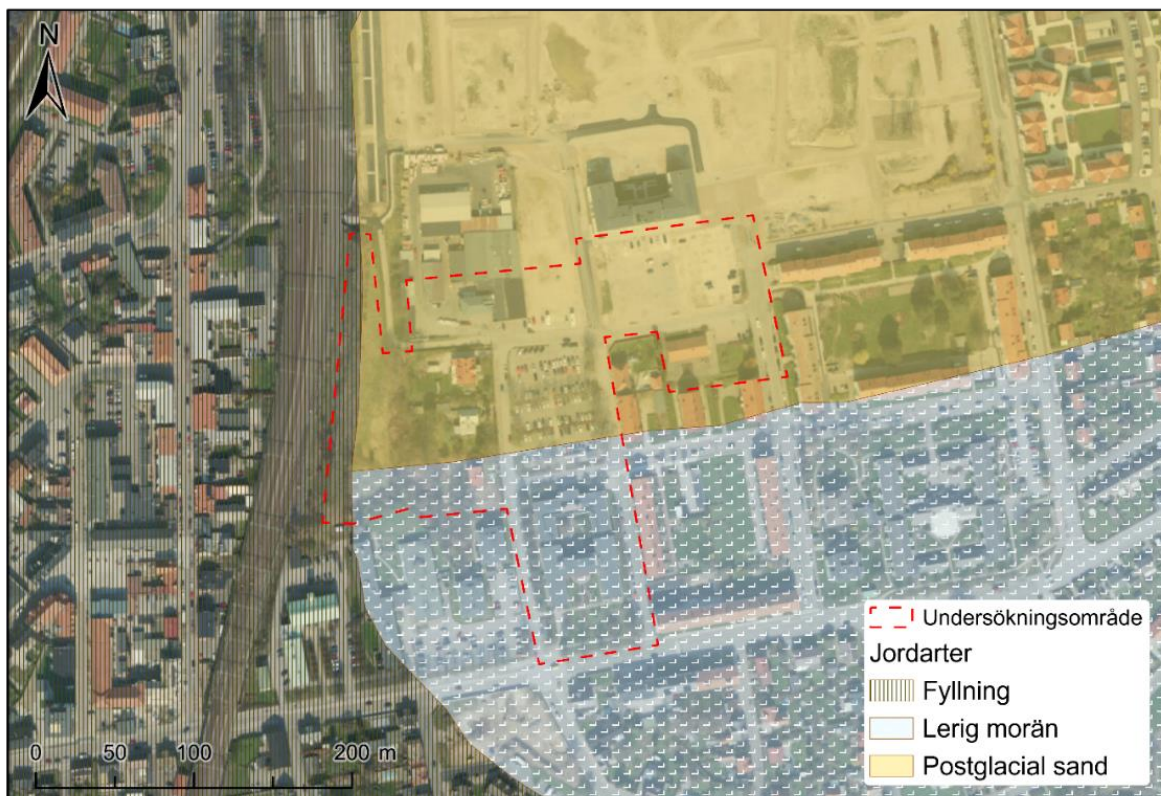 N
0 50 100 200 m
Undersökningsområde
Jordarter
Fyllning
Lerig morän
Postglacial sand